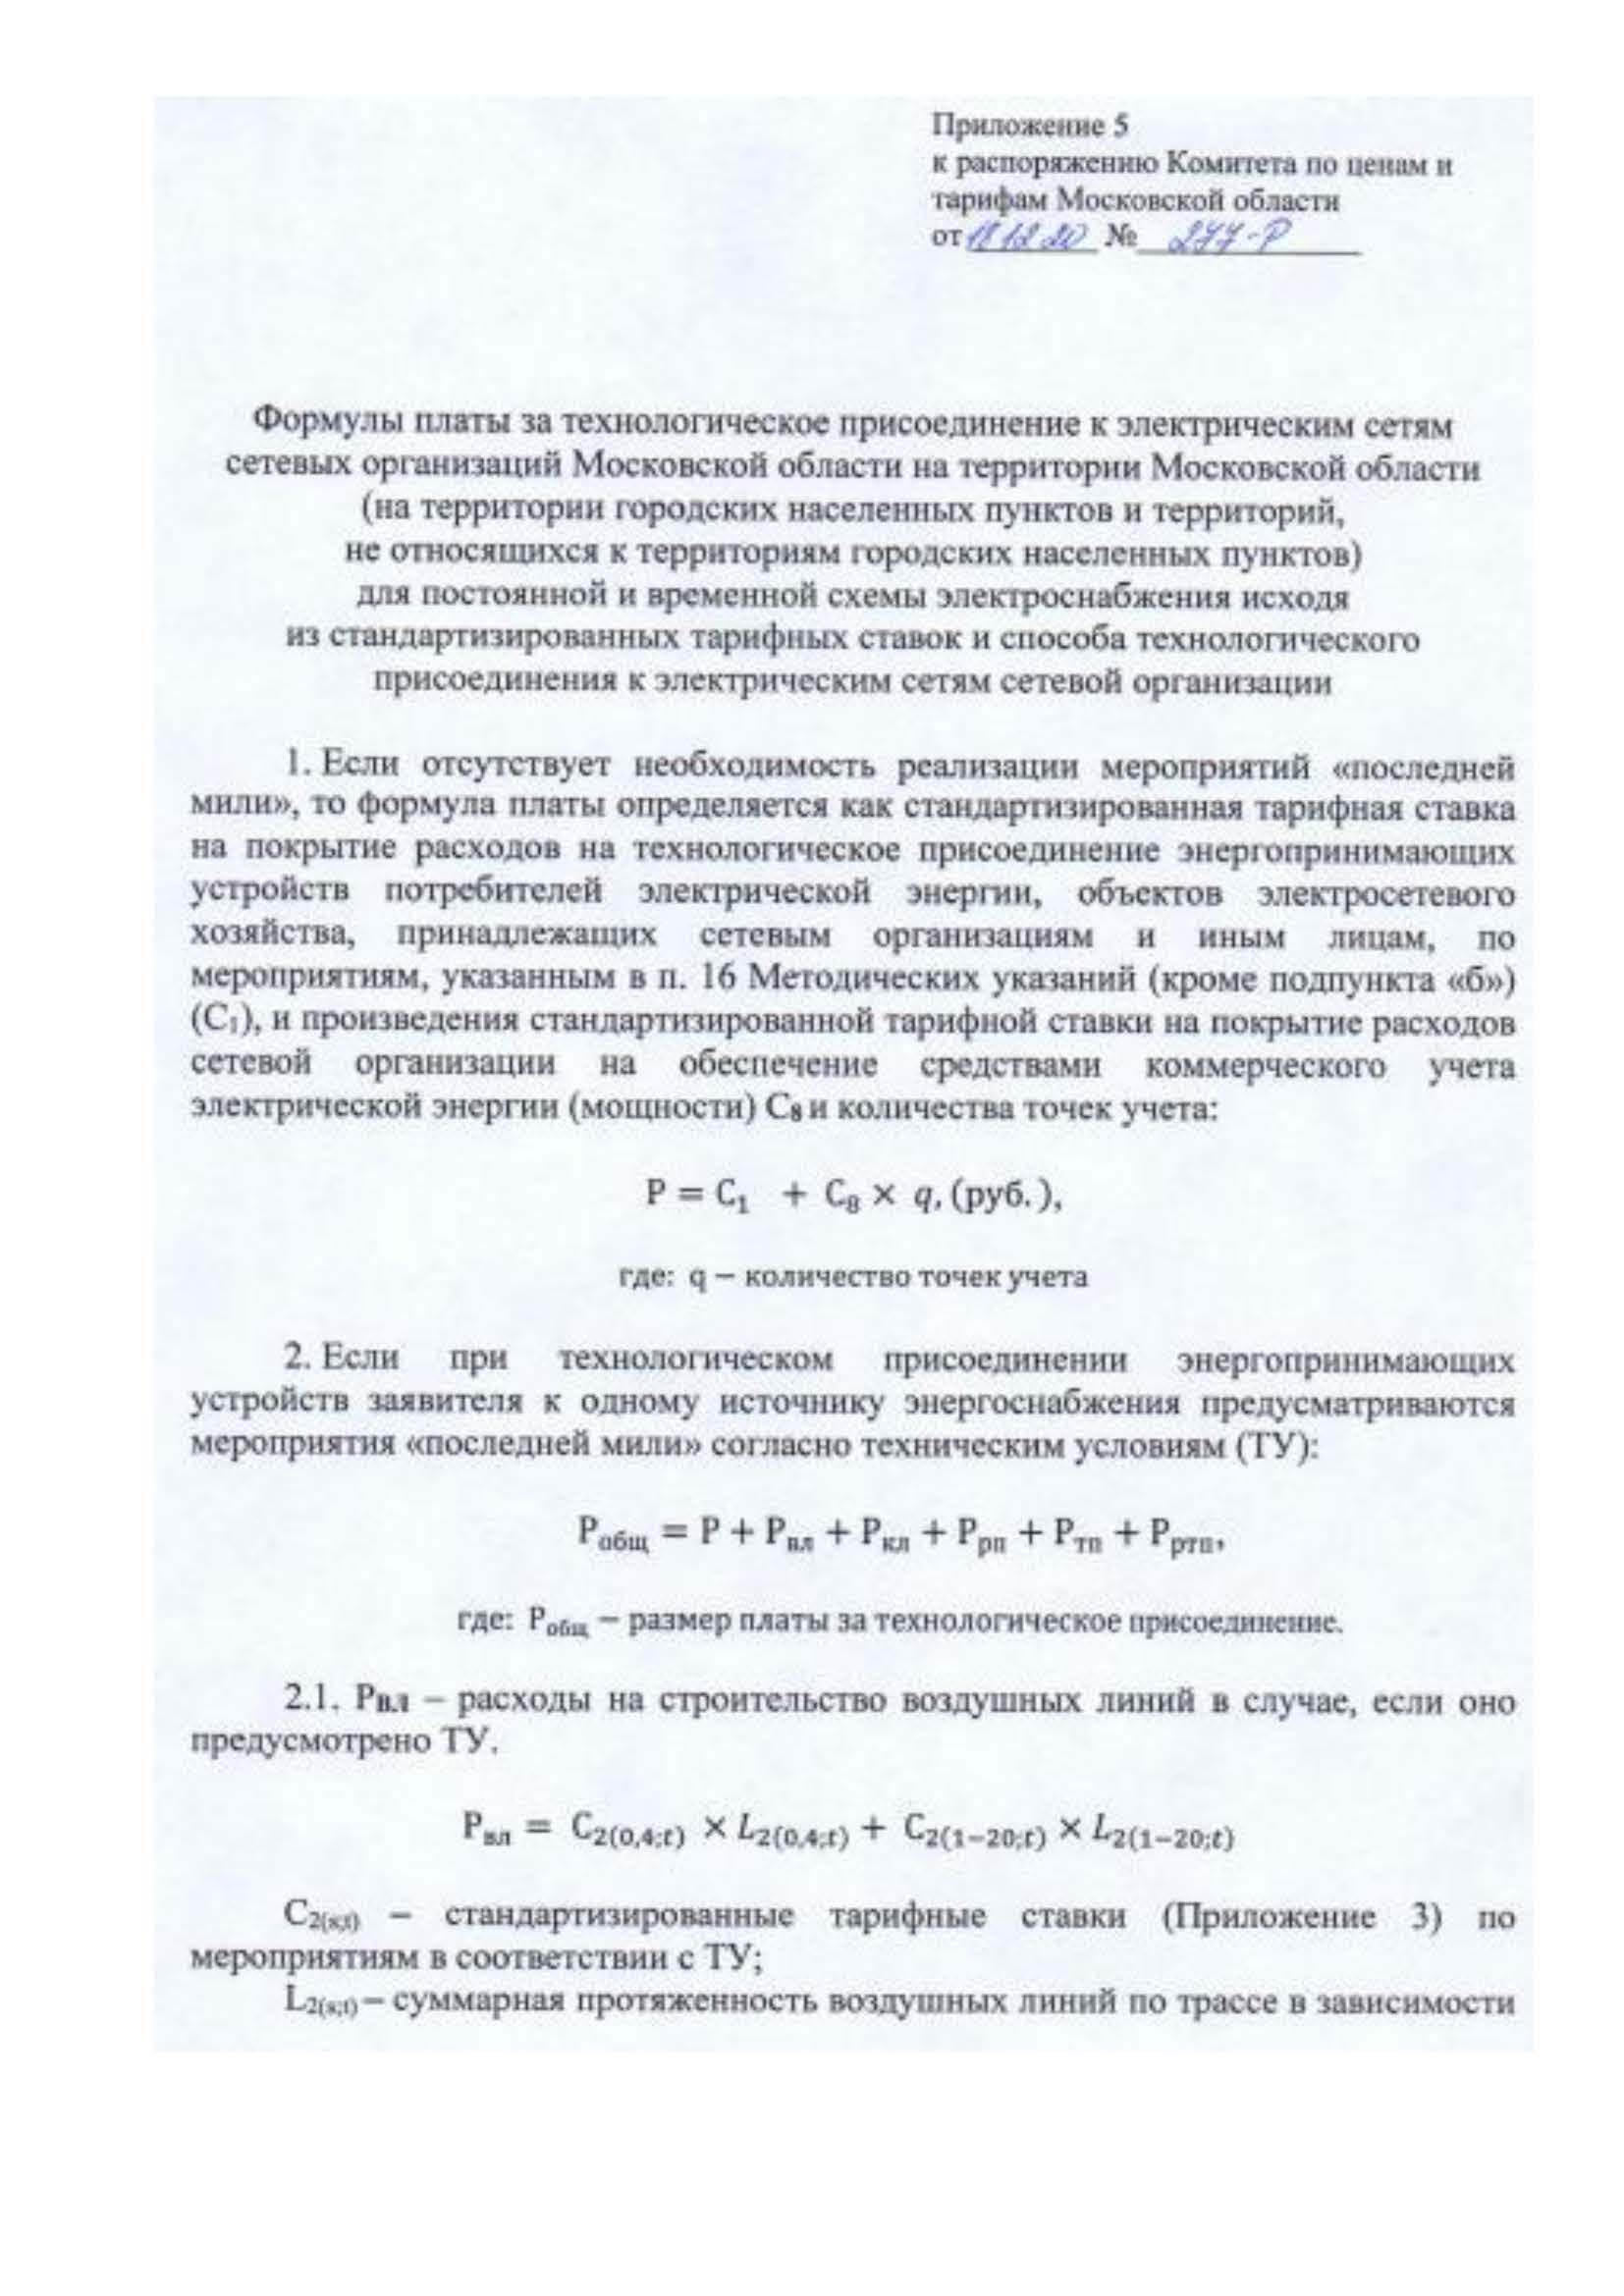 Приложение 5
к распоряжению Комитета по ценам и
тарифам Московской области
от 18 12 20 № 277-Р
Формулы платы за технологическое присоединение к электрическим сетям
сетевых организаций Московской области на территории Московской области
(на территории городских населенных пунктов и территорий,
не относящихся к территориям городских населенных пунктов)
для постоянной и временной схемы электроснабжения исходя
из стандартизированных тарифных ставок и способа технологического
присоединения к электрическим сетям сетевой организации
1. Если отсутствует необходимость реализации мероприятий «последней
мили», то формула платы определяется как стандартизированная тарифная ставка
на покрытие расходов на технологическое присоединение энергопринимающих
устройств потребителей электрической энергии, объектов электросетевого
хозяйства, принадлежащих сетевым организациям и иным лицам, по
мероприятиям, указанным в п. 16 Методических указаний (кроме подпункта «б»)
(С₁), и произведения стандартизированной тарифной ставки на покрытие расходов
сетевой организации на обеспечение средствами коммерческого учета
электрической энергии (мощности) С₈ и количества точек учета:
P = C₁ + C₈ × q, (руб. ),
где: q − количество точек учета
2. Если при технологическом присоединении энергопринимающих
устройств заявителя к одному источнику энергоснабжения предусматриваются
мероприятия «последней мили» согласно техническим условиям (ТУ):
Pобщ = P + Pвл + Pкл + Pрп + Pтп + Pртп,
где: Pобщ − размер платы за технологическое присоединение.
2.1. Рвл – расходы на строительство воздушных линий в случае, если оно
предусмотрено ТУ.
Pвл = C₂(0,4;t) × L₂(0,4;t) + C₂(1−20;t) × L₂(1−20;t)
C₂(s;t) – стандартизированные тарифные ставки (Приложение 3) по
мероприятиям в соответствии с ТУ;
L₂(s;t) – суммарная протяженность воздушных линий по трассе в зависимости